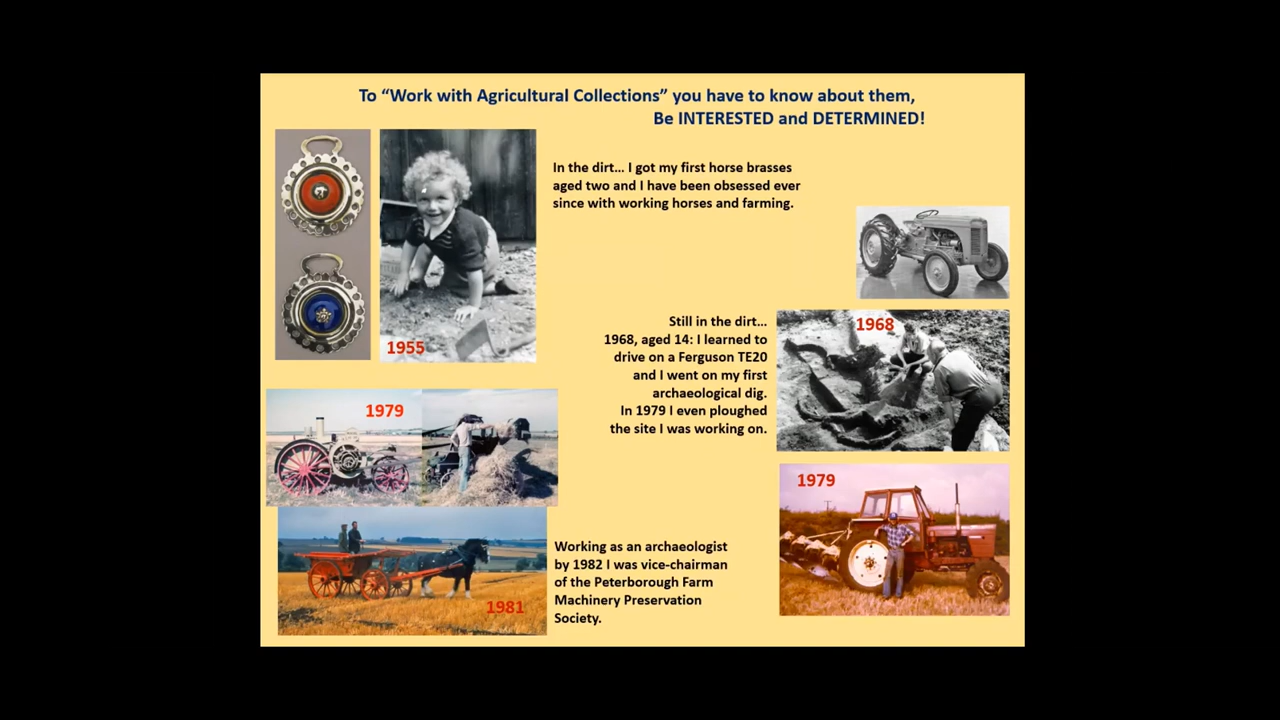 To “Work with Agricultural Collections” you have to know about them,
Be INTERESTED and DETERMINED!
In the dirt... I got my first horse brasses
aged two and I have been obsessed ever
since with working horses and farming.
1955
Still in the dirt...
1968, aged 14: I learned to
drive on a Ferguson TE20
and I went on my first
archaeological dig.
In 1979 I even ploughed
the site I was working on.
1968
1979
1979
1981
Working as an archaeologist
by 1982 I was vice-chairman
of the Peterborough Farm
Machinery Preservation
Society.